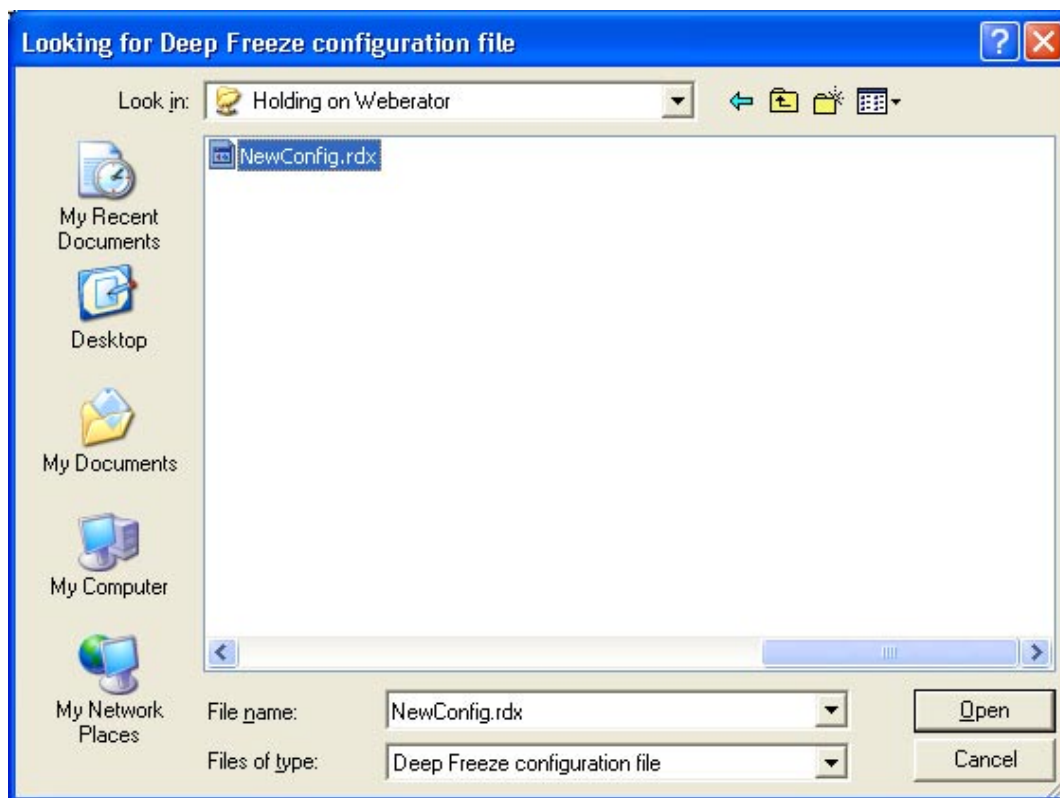 Looking for Deep Freeze configuration file
Look in: Holding on Weberator
NewConfig.rdx
My Recent
Documents
Desktop
My Documents
My Computer
My Network
Places
File name: NewConfig.rdx Open
Files of type: Deep Freeze configuration file Cancel